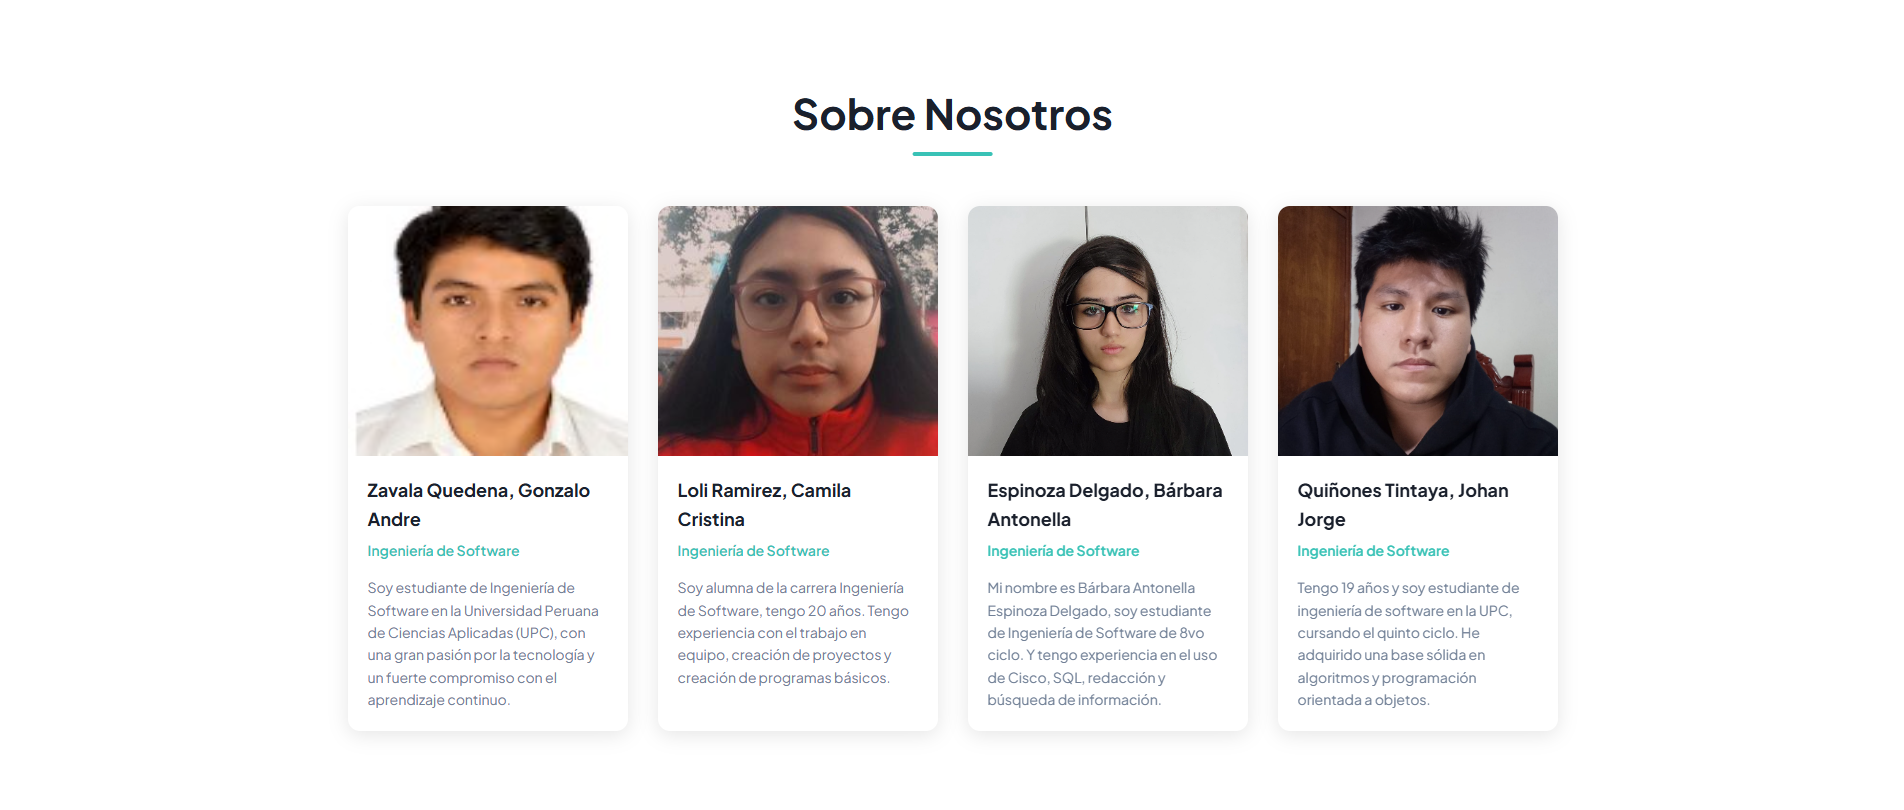 Sobre Nosotros
Zavala Quedena, Gonzalo
Andre
Ingeniería de Software
Soy estudiante de Ingeniería de
Software en la Universidad Peruana
de Ciencias Aplicadas (UPC), con
una gran pasión por la tecnología y
un fuerte compromiso con el
aprendizaje continuo.
Loli Ramirez, Camila
Cristina
Ingeniería de Software
Soy alumna de la carrera Ingeniería
de Software, tengo 20 años. Tengo
experiencia con el trabajo en
equipo, creación de proyectos y
creación de programas básicos.
Espinoza Delgado, Bárbara
Antonella
Ingeniería de Software
Mi nombre es Bárbara Antonella
Espinoza Delgado, soy estudiante
de Ingeniería de Software de 8vo
ciclo. Y tengo experiencia en el uso
de Cisco, SQL, redacción y
búsqueda de información.
Quiñones Tintaya, Johan
Jorge
Ingeniería de Software
Tengo 19 años y soy estudiante de
ingeniería de software en la UPC,
cursando el quinto ciclo. He
adquirido una base sólida en
algoritmos y programación
orientada a objetos.